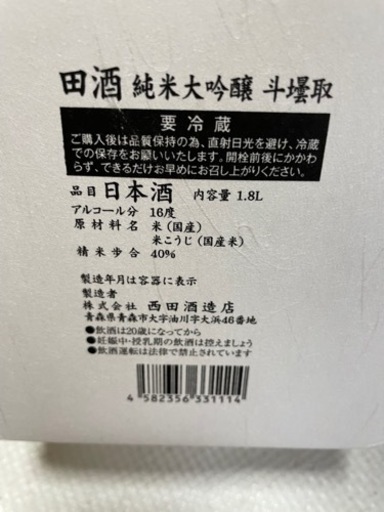 田酒 純米大吟醸 斗壜取
要冷蔵
ご購入後は品質保持の為、直射日光を避け、冷蔵
での保存をお願いいたします。開栓前後にかかわ
らず、できるだけお早めにお召し上がりください。
品目 日本酒 内容量 1.8L
アルコール分 16度
原材料名 米(国産)
米こうじ(国産米)
精米歩合 40%
製造年月は容器に表示
製造者
株式会社 西田酒造店
青森県青森市大字油川字大浜46番地
●飲酒は20歳になってから
●妊娠中・授乳期の飲酒は控えましょう
●飲酒運転は法律で禁止されています
4 582356 331114